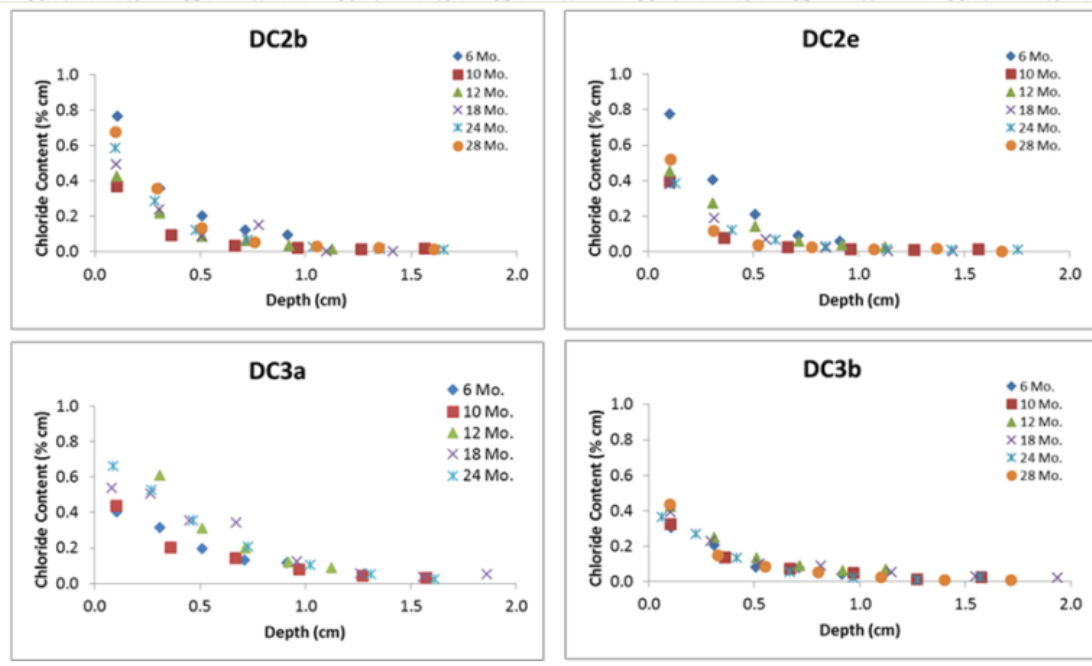 DC2b
6 Mo.
10 Mo.
12 Mo.
18 Mo.
24 Mo.
28 Mo.
Chloride Content (% cm)
1.0
0.8
0.6
0.4
0.2
0.0
0.0 0.5 1.0 1.5 2.0
Depth (cm)
DC2e
6 Mo.
10 Mo.
12 Mo.
18 Mo.
24 Mo.
28 Mo.
Chloride Content (% cm)
1.0
0.8
0.6
0.4
0.2
0.0
0.0 0.5 1.0 1.5 2.0
Depth (cm)
DC3a
6 Mo.
10 Mo.
12 Mo.
18 Mo.
24 Mo.
Chloride Content (% cm)
1.0
0.8
0.6
0.4
0.2
0.0
0.0 0.5 1.0 1.5 2.0
Depth (cm)
DC3b
6 Mo.
10 Mo.
12 Mo.
18 Mo.
24 Mo.
28 Mo.
Chloride Content (% cm)
1.0
0.8
0.6
0.4
0.2
0.0
0.0 0.5 1.0 1.5 2.0
Depth (cm)